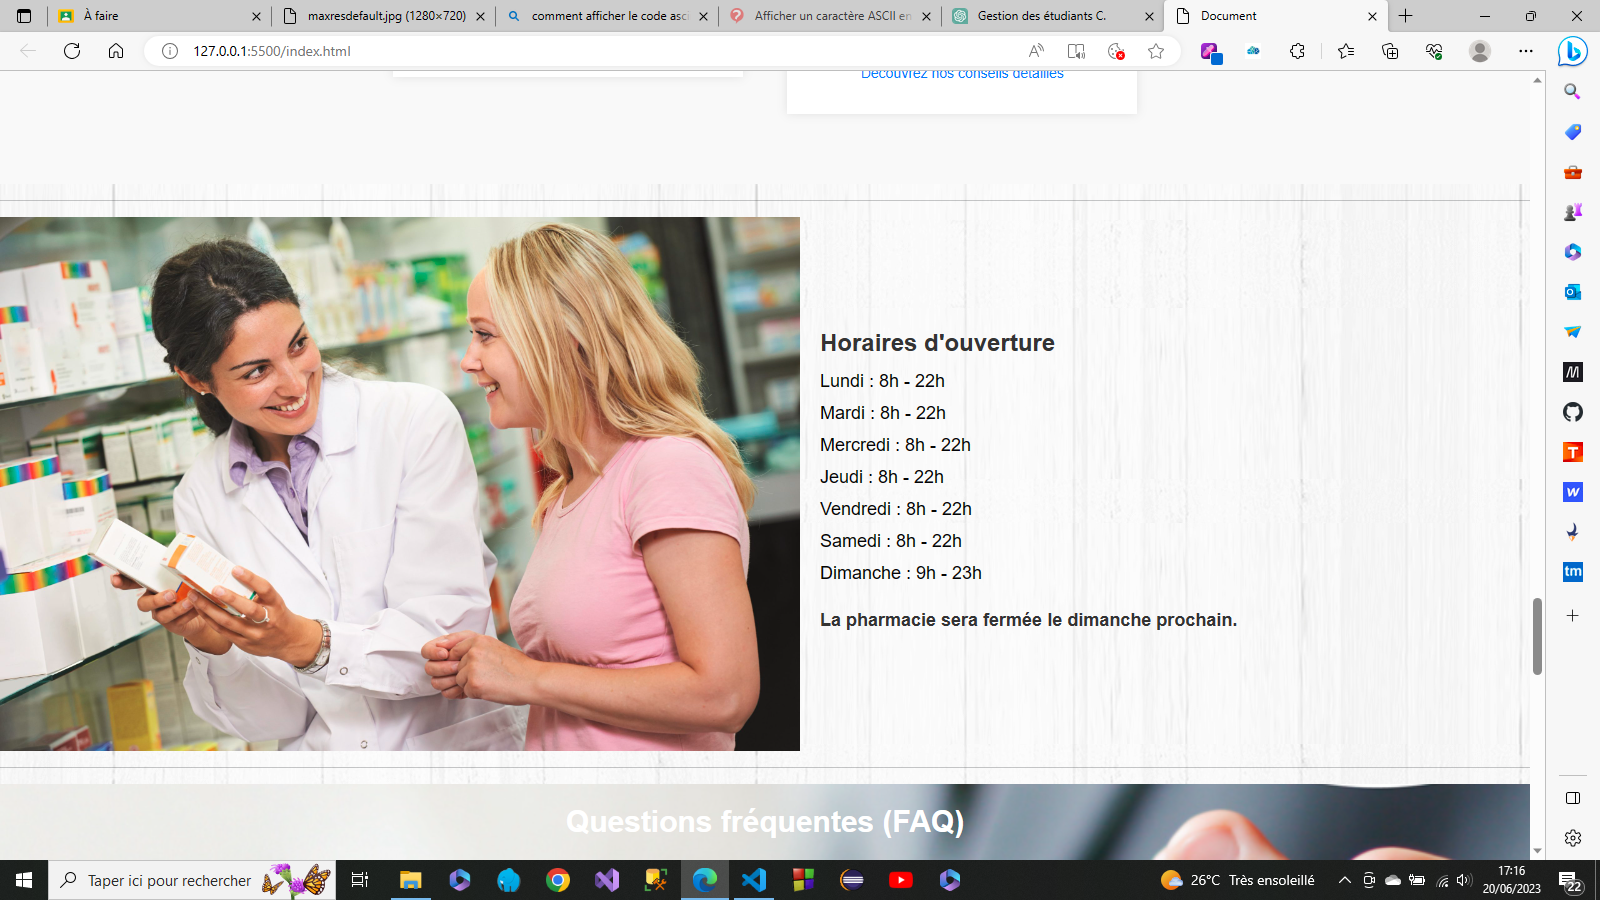 À faire
maxresdefault.jpg (1280×720)
comment afficher le code asci
Afficher un caractère ASCII en
Gestion des étudiants C.
Document
127.0.0.1:5500/index.html
Découvrez nos conseils détaillés
Horaires d'ouverture
Lundi : 8h - 22h
Mardi : 8h - 22h
Mercredi : 8h - 22h
Jeudi : 8h - 22h
Vendredi : 8h - 22h
Samedi : 8h - 22h
Dimanche : 9h - 23h
La pharmacie sera fermée le dimanche prochain.
Questions fréquentes (FAQ)
Taper ici pour rechercher
26°C Très ensoleillé
17:16
20/06/2023
22